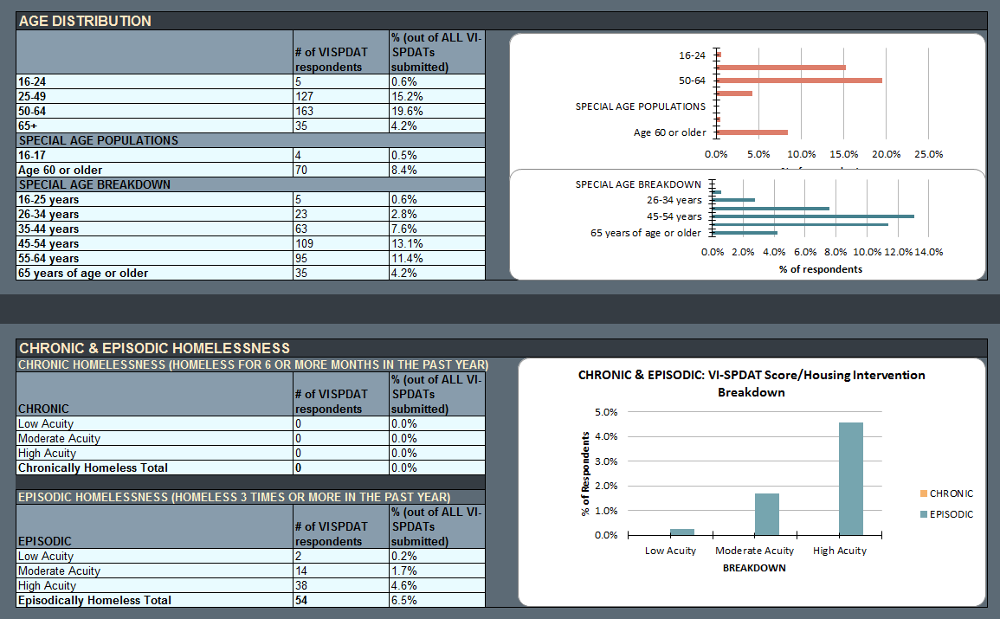 AGE DISTRIBUTION
# of VISPDAT respondents
% (out of ALL VI-SPDATs submitted)
16-24 5 0.6%
25-49 127 15.2%
50-64 163 19.6%
65+ 35 4.2%
SPECIAL AGE POPULATIONS
16-17 4 0.5%
Age 60 or older 70 8.4%
SPECIAL AGE BREAKDOWN
16-25 years 5 0.6%
26-34 years 23 2.8%
35-44 years 63 7.6%
45-54 years 109 13.1%
55-64 years 95 11.4%
65 years of age or older 35 4.2%
16-24
50-64
SPECIAL AGE POPULATIONS
Age 60 or older
0.0% 5.0% 10.0% 15.0% 20.0% 25.0%
SPECIAL AGE BREAKDOWN
26-34 years
45-54 years
65 years of age or older
0.0% 2.0% 4.0% 6.0% 8.0% 10.0% 12.0% 14.0%
% of respondents
CHRONIC & EPISODIC HOMELESSNESS
CHRONIC HOMELESSNESS (HOMELESS FOR 6 OR MORE MONTHS IN THE PAST YEAR)
CHRONIC
# of VISPDAT respondents
% (out of ALL VI-SPDATs submitted)
Low Acuity 0 0.0%
Moderate Acuity 0 0.0%
High Acuity 0 0.0%
Chronically Homeless Total 0 0.0%
EPISODIC HOMELESSNESS (HOMELESS 3 TIMES OR MORE IN THE PAST YEAR)
EPISODIC
# of VISPDAT respondents
% (out of ALL VI-SPDATs submitted)
Low Acuity 2 0.2%
Moderate Acuity 14 1.7%
High Acuity 38 4.6%
Episodically Homeless Total 54 6.5%
CHRONIC & EPISODIC: VI-SPDAT Score/Housing Intervention
Breakdown
% of Respondents
5.0%
4.0%
3.0%
2.0%
1.0%
0.0%
Low Acuity Moderate Acuity High Acuity
BREAKDOWN
CHRONIC
EPISODIC